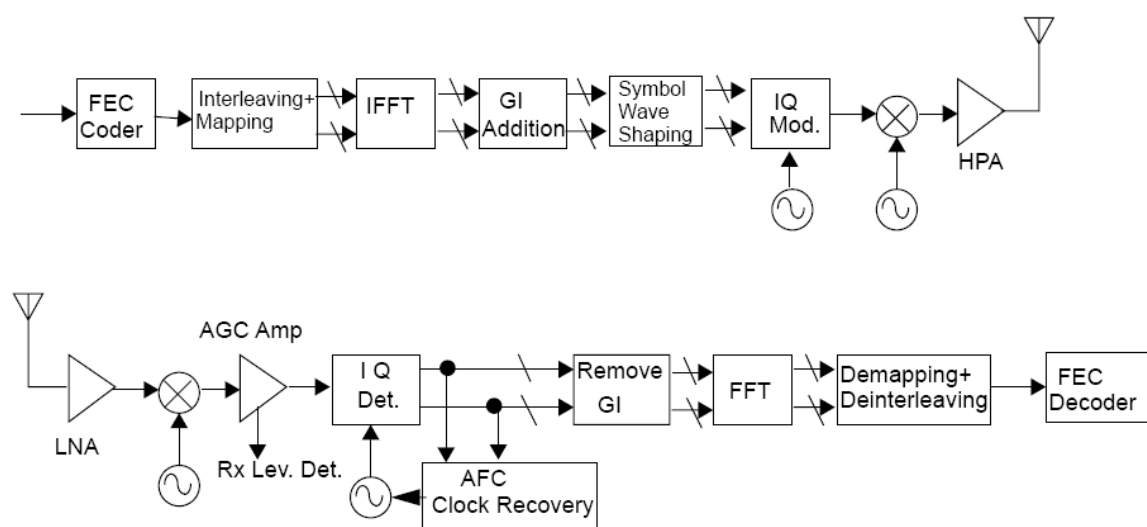 FEC
Coder
Interleaving+
Mapping
IFFT
GI
Addition
Symbol
Wave
Shaping
IQ
Mod.
HPA
AGC Amp
LNA
Rx Lev. Det.
I Q
Det.
AFC
Clock Recovery
Remove
GI
FFT
Demapping+
Deinterleaving
FEC
Decoder